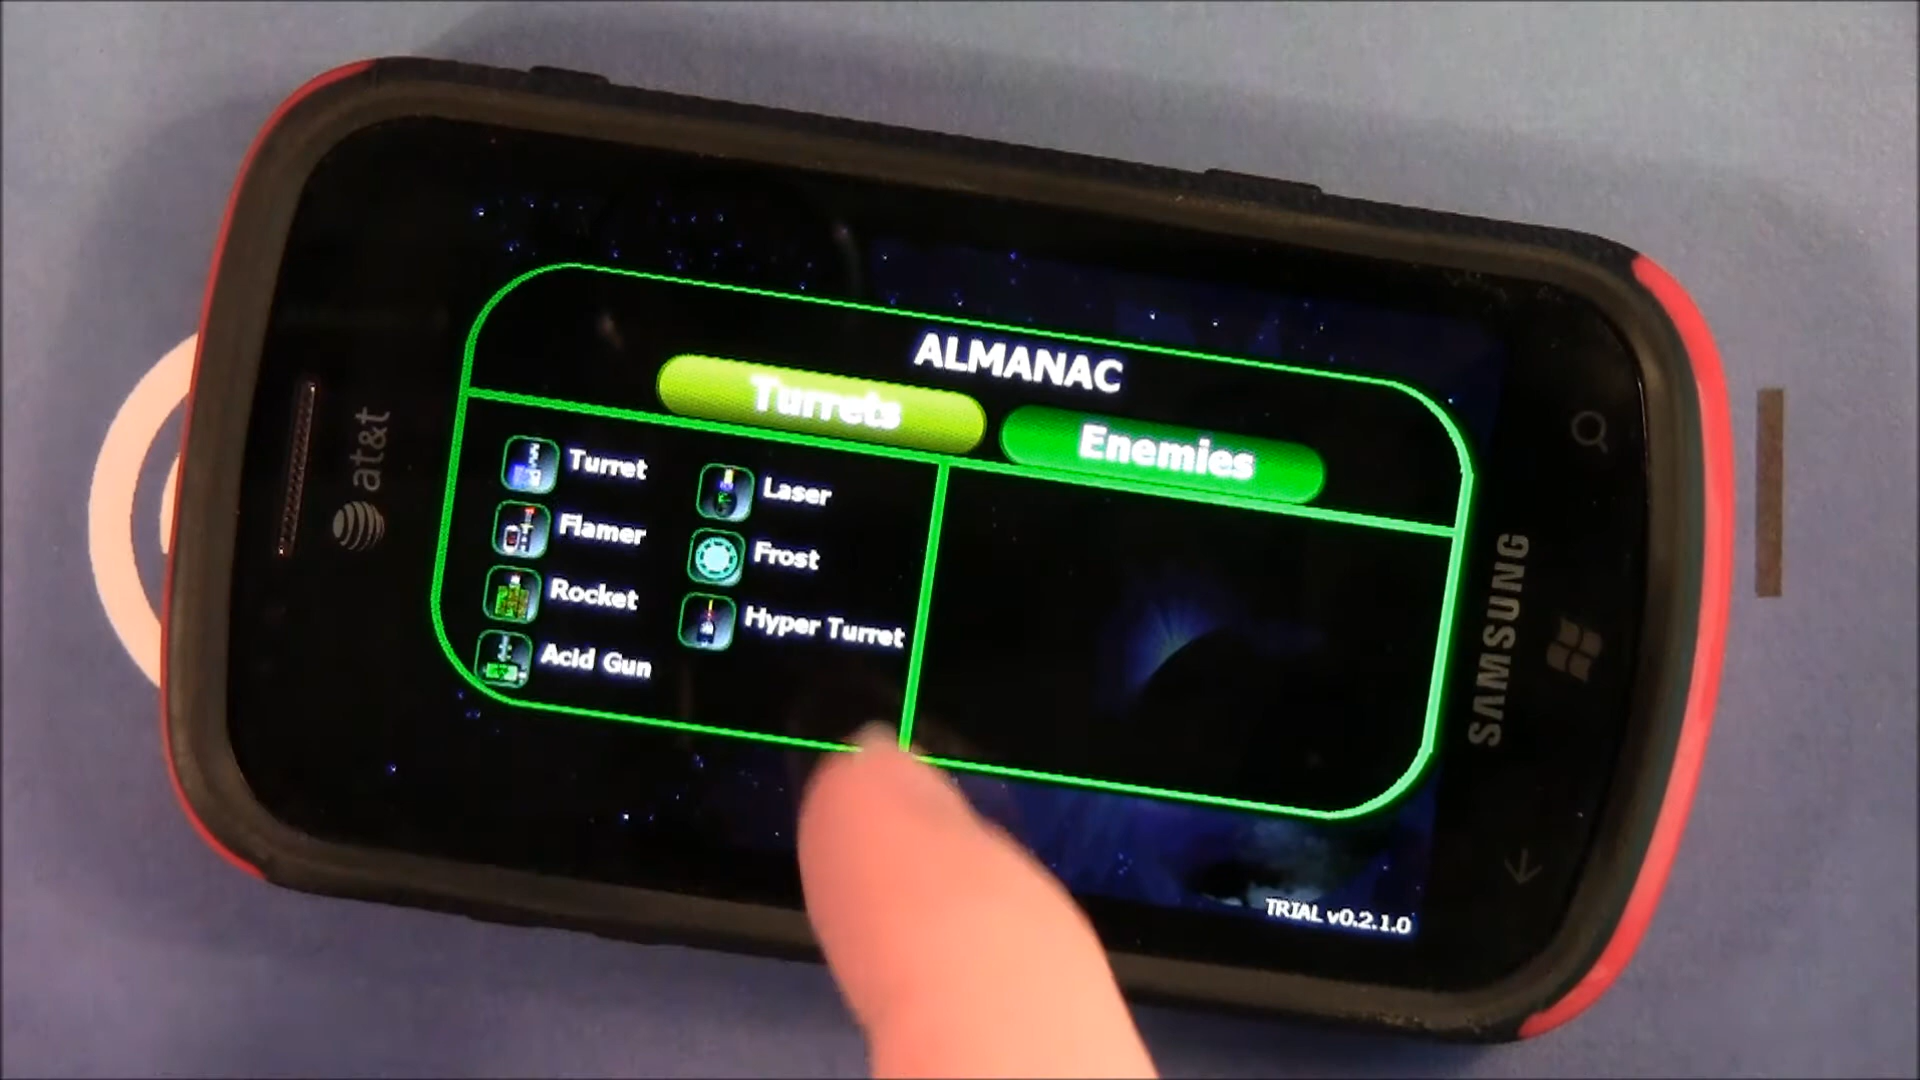 ALMANAC
Turrets
Enemies
Turret
Laser
Flamer
Frost
Rocket
Hyper Turret
Acid Gun
TRIAL v0.2.1.0
at&t
SAMSUNG